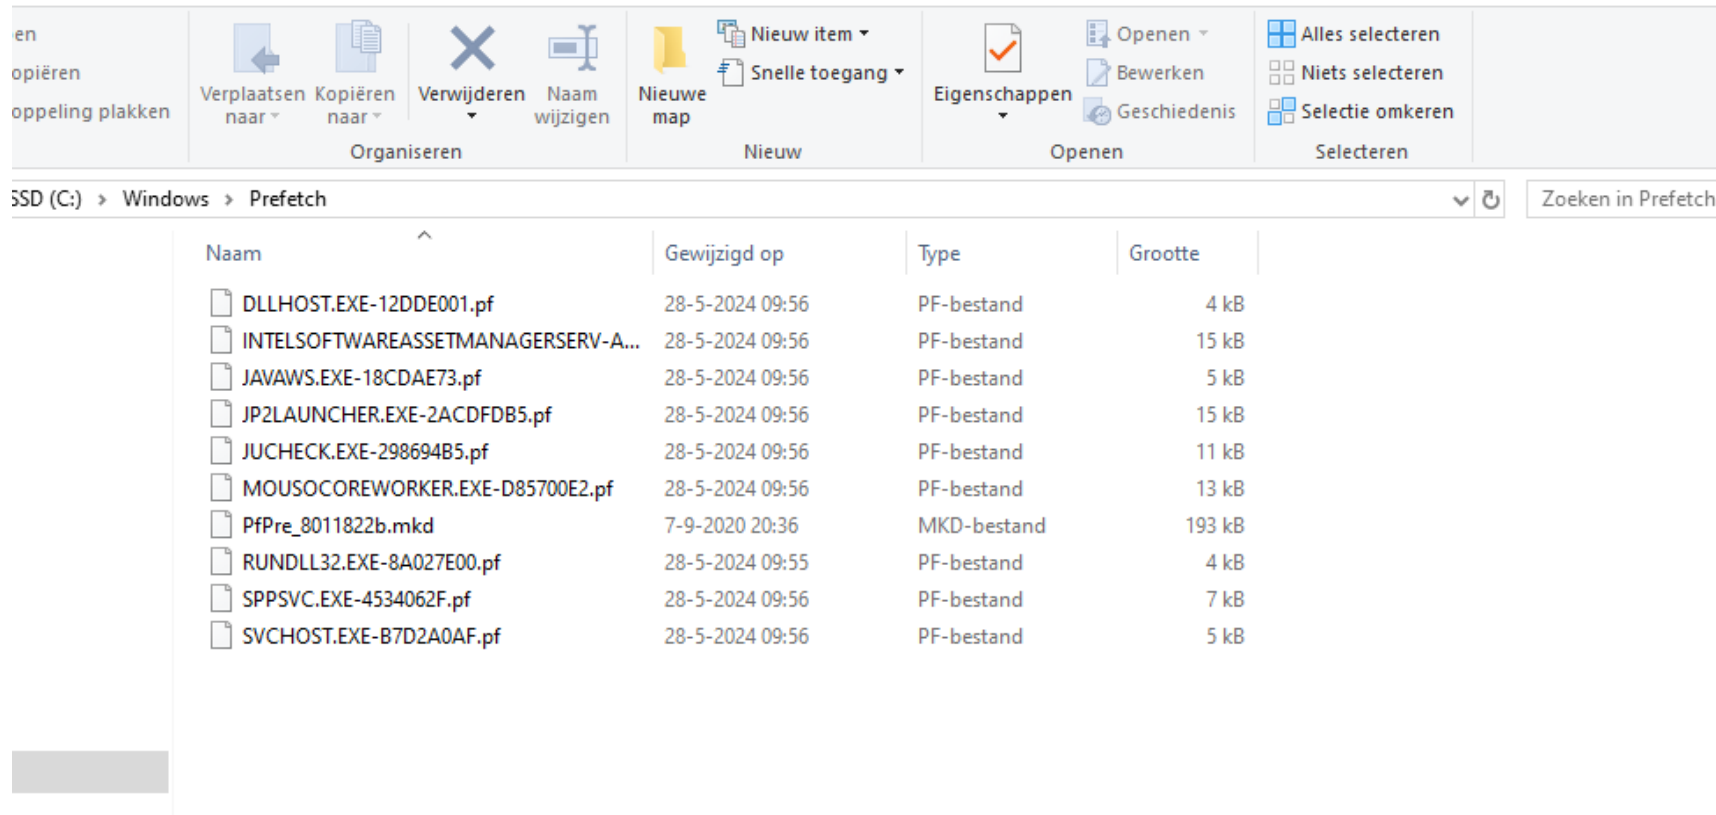 en
opiëren
oppeling plakken
Verplaatsen naar
Kopiëren naar
Verwijderen
Naam wijzigen
Organiseren
Nieuwe map
Nieuw item
Snelle toegang
Nieuw
Eigenschappen
Openen
Bewerken
Geschiedenis
Openen
Alles selecteren
Niets selecteren
Selectie omkeren
Selecteren
SSD (C:) > Windows > Prefetch
Zoeken in Prefetch
Naam Gewijzigd op Type Grootte
DLLHOST.EXE-12DDE001.pf 28-5-2024 09:56 PF-bestand 4 kB
INTELSOFTWAREASSETMANAGERSERV-A... 28-5-2024 09:56 PF-bestand 15 kB
JAVAWS.EXE-18CDAE73.pf 28-5-2024 09:56 PF-bestand 5 kB
JP2LAUNCHER.EXE-2ACDFDB5.pf 28-5-2024 09:56 PF-bestand 15 kB
JUCHECK.EXE-298694B5.pf 28-5-2024 09:56 PF-bestand 11 kB
MOUSOCOREWORKER.EXE-D85700E2.pf 28-5-2024 09:56 PF-bestand 13 kB
PfPre_8011822b.mkd 7-9-2020 20:36 MKD-bestand 193 kB
RUNDLL32.EXE-8A027E00.pf 28-5-2024 09:55 PF-bestand 4 kB
SPPSVC.EXE-4534062F.pf 28-5-2024 09:56 PF-bestand 7 kB
SVCHOST.EXE-B7D2A0AF.pf 28-5-2024 09:56 PF-bestand 5 kB